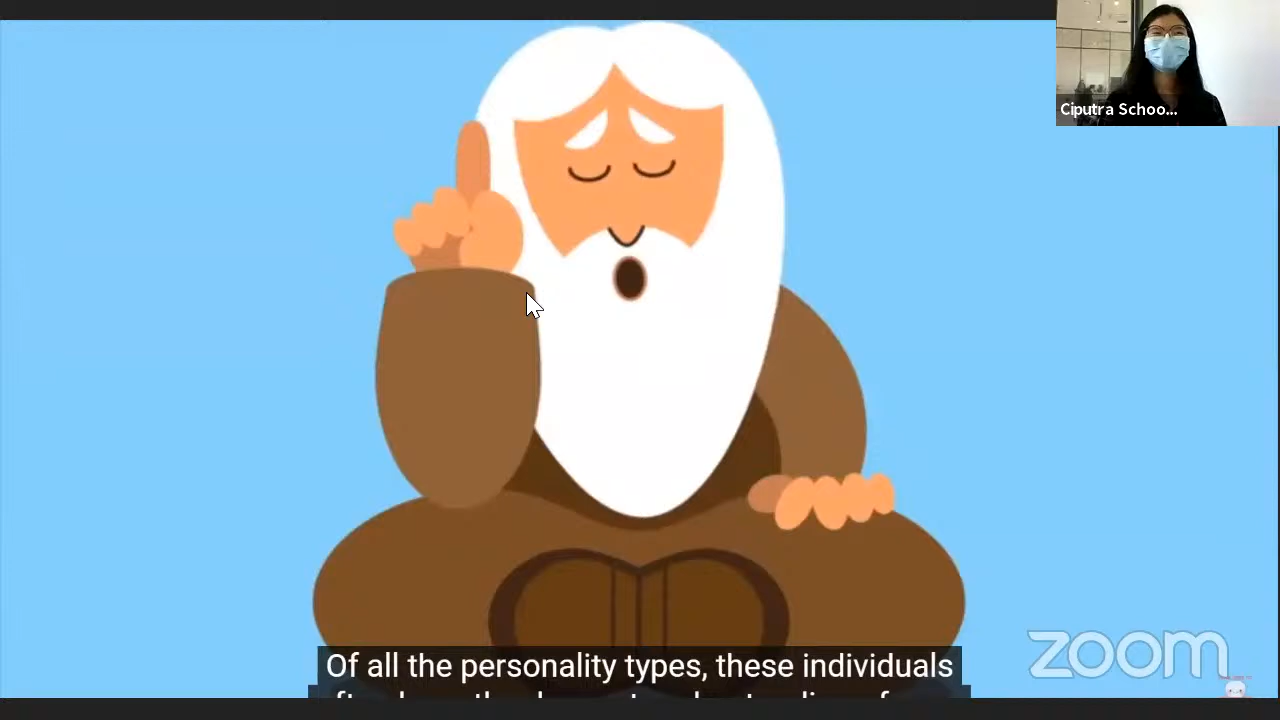 Ciputra Schoo...
Of all the personality types, these individuals
zoom